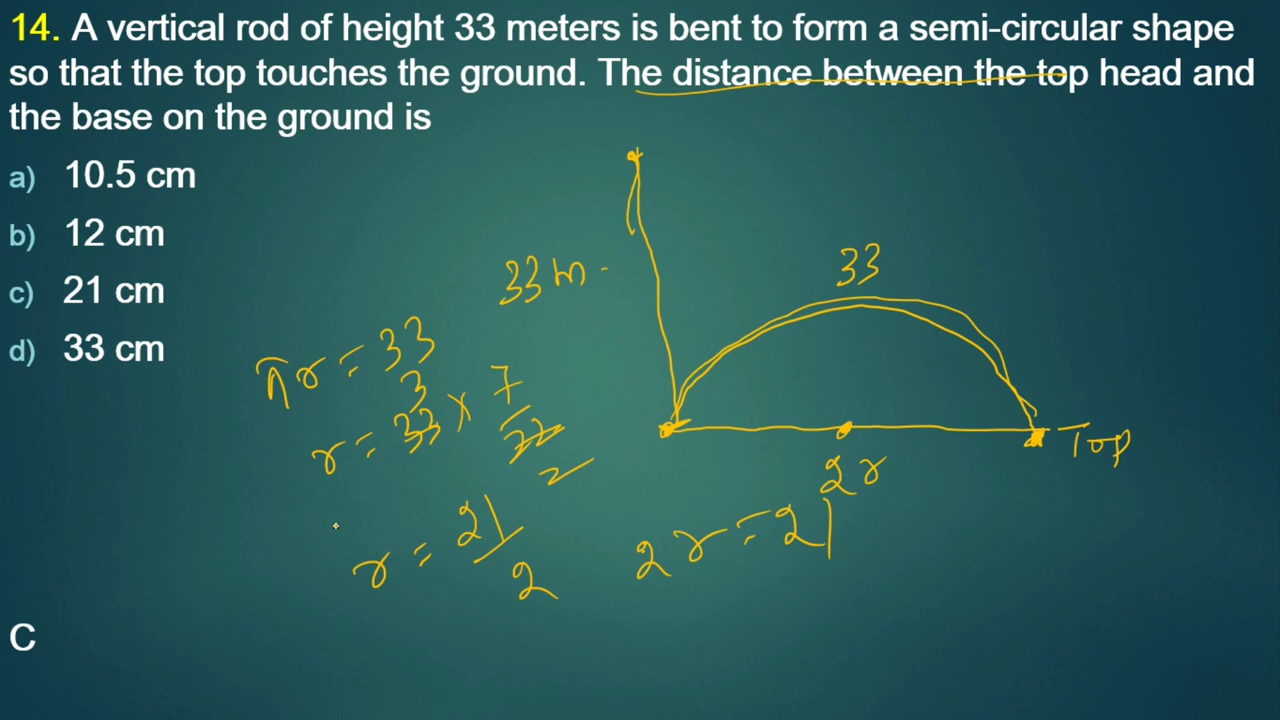 14. A vertical rod of height 33 meters is bent to form a semi-circular shape
so that the top touches the ground. The distance between the top head and
the base on the ground is
a) 10.5 cm
b) 12 cm
c) 21 cm
d) 33 cm
33 m
33
πr = 33
r = 33 3 × 7 / 22 2
Top
2r
r = 21 / 2
2r = 21
C